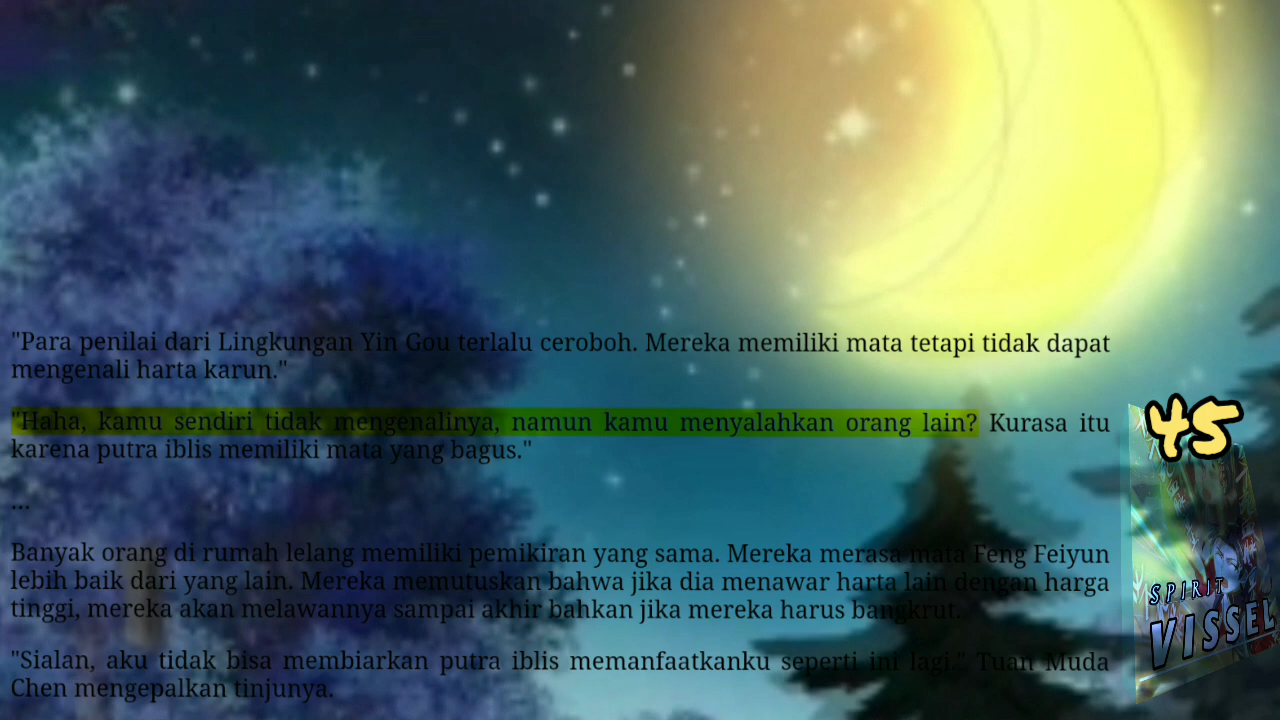 "Para penilai dari Lingkungan Yin Gou terlalu ceroboh. Mereka memiliki mata tetapi tidak dapat
mengenali harta karun."
"Haha, kamu sendiri tidak mengenalinya, namun kamu menyalahkan orang lain? Kurasa itu
karena putra iblis memiliki mata yang bagus."
...
Banyak orang di rumah lelang memiliki pemikiran yang sama. Mereka merasa mata Feng Feiyun
lebih baik dari yang lain. Mereka memutuskan bahwa jika dia menawar harta lain dengan harga
tinggi, mereka akan melawannya sampai akhir bahkan jika mereka harus bangkrut.
"Sialan, aku tidak bisa membiarkan putra iblis memanfaatkanku seperti ini lagi." Tuan Muda
Chen mengepalkan tinjunya.
45
SPIRIT
VISSEL